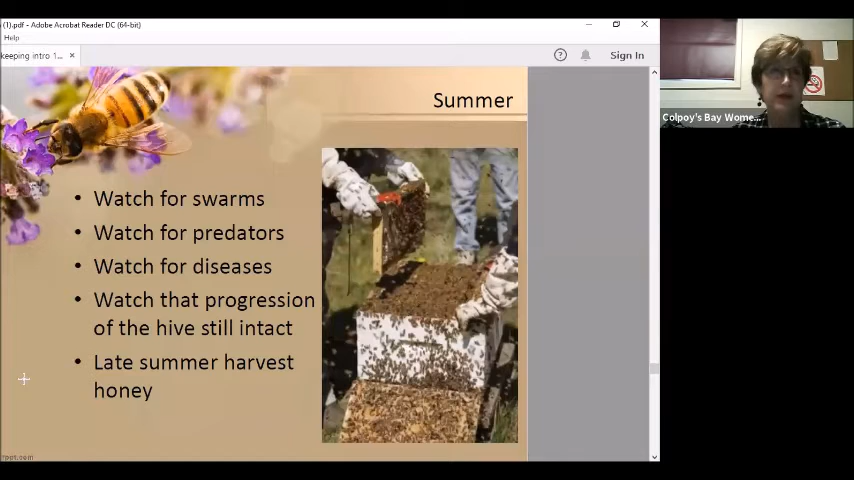 (1).pdf - Adobe Acrobat Reader DC (64-bit)
Help
keeping intro 1...
Sign In
Summer
• Watch for swarms
• Watch for predators
• Watch for diseases
• Watch that progression
of the hive still intact
• Late summer harvest
honey
Colpoy's Bay Wome...